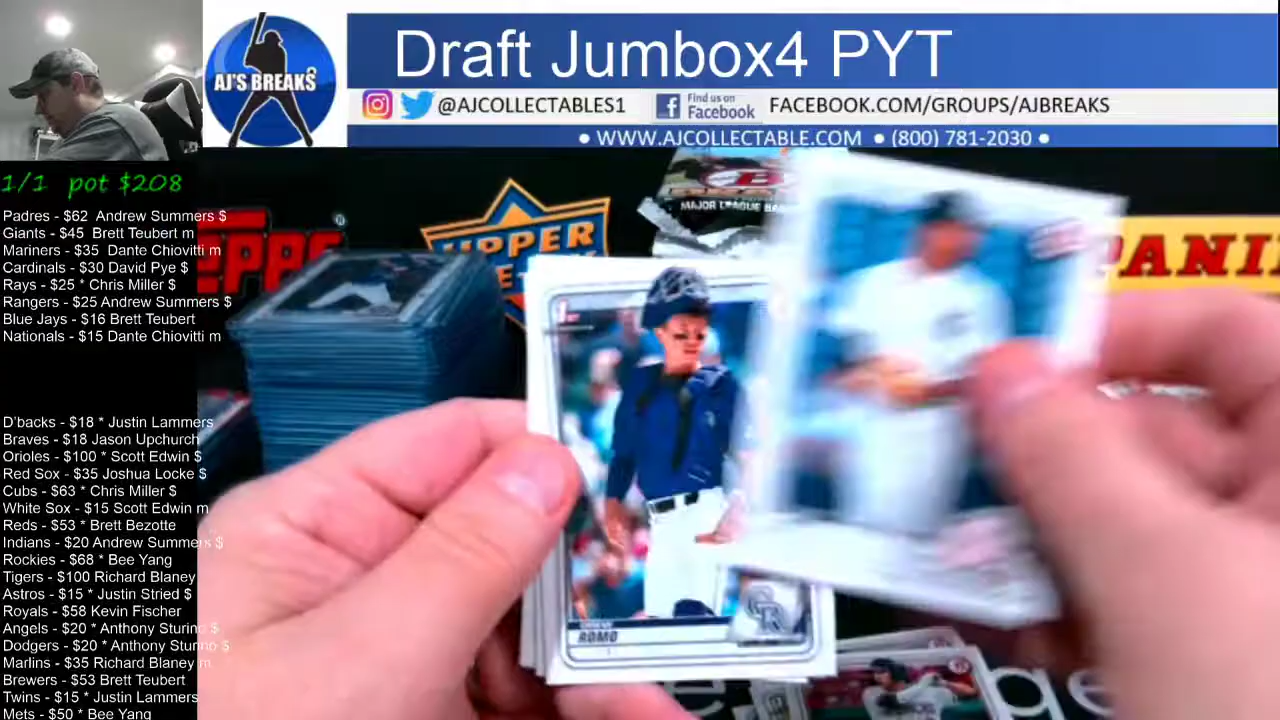 AJ'S BREAKS
Draft Jumbox4 PYT
@AJCOLLECTABLES1
Find us on
Facebook
FACEBOOK.COM/GROUPS/AJBREAKS
• WWW.AJCOLLECTABLE.COM • (800) 781-2030 •
1/1 pot $208
Padres - $62 Andrew Summers $
Giants - $45 Brett Teubert m
Mariners - $35 Dante Chiovitti m
Cardinals - $30 David Pye $
Rays - $25 * Chris Miller $
Rangers - $25 Andrew Summers $
Blue Jays - $16 Brett Teubert
Nationals - $15 Dante Chiovitti m
D'backs - $18 * Justin Lammers
Braves - $18 Jason Upchurch
Orioles - $100 * Scott Edwin $
Red Sox - $35 Joshua Locke $
Cubs - $63 * Chris Miller $
White Sox - $15 Scott Edwin m
Reds - $53 * Brett Bezotte
Indians - $20 Andrew Summers $
Rockies - $68 * Bee Yang
Tigers - $100 Richard Blaney
Astros - $15 * Justin Stried $
Royals - $58 Kevin Fischer
Angels - $20 * Anthony Sturino $
Dodgers - $20 * Anthony Sturino $
Marlins - $35 Richard Blaney m
Brewers - $53 Brett Teubert
Twins - $15 * Justin Lammers
Mets - $50 * Bee Yang
TOPPS ®
UPPER
MAJOR LEAGUE BA
PANI
ROMO
CR